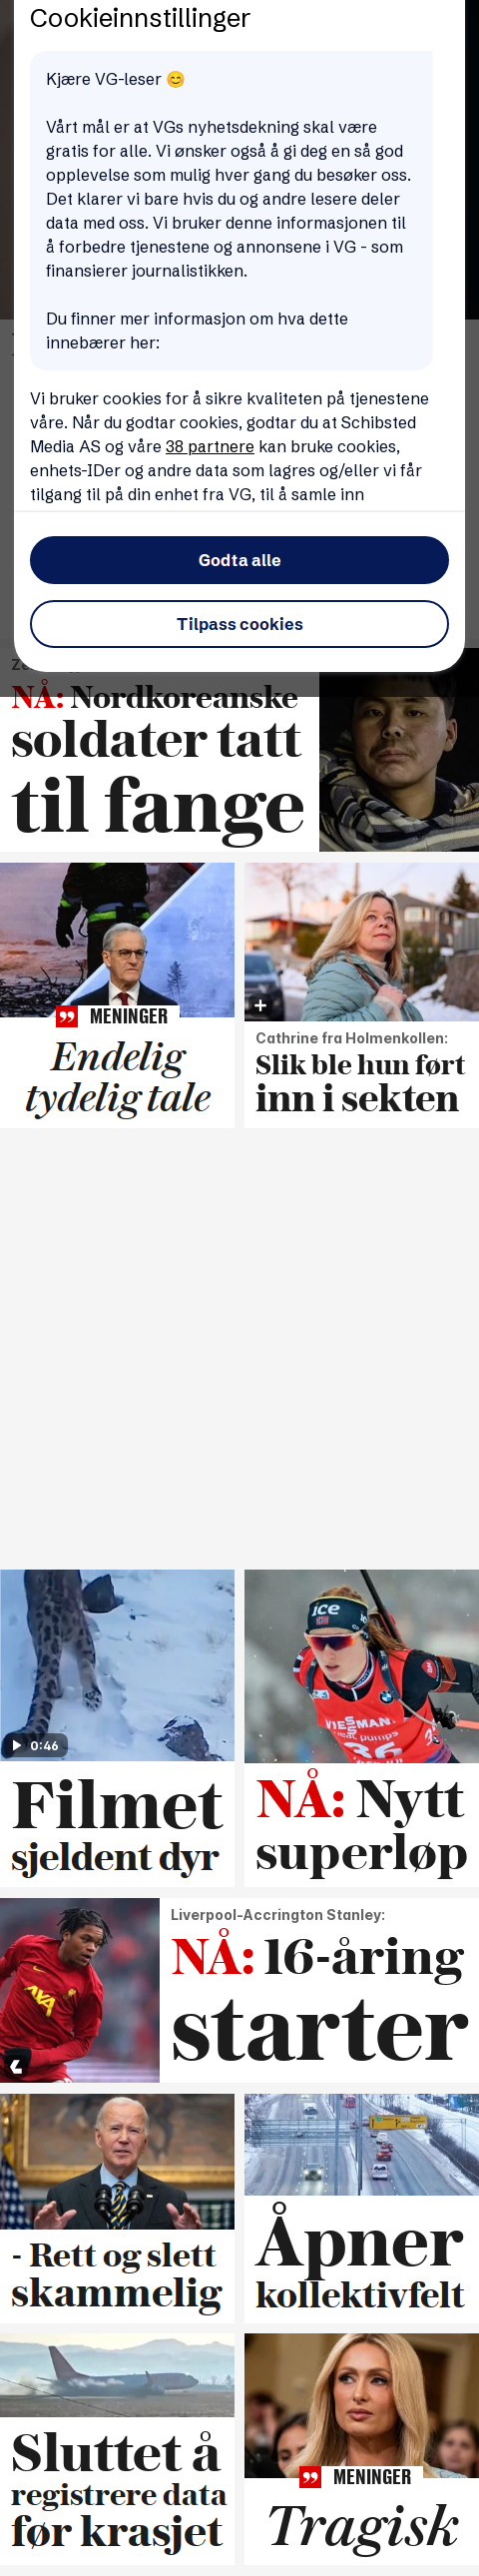 Cookieinnstillinger
Kjære VG-leser 😊
Vårt mål er at VGs nyhetsdekning skal være
gratis for alle. Vi ønsker også å gi deg en så god
opplevelse som mulig hver gang du besøker oss.
Det klarer vi bare hvis du og andre lesere deler
data med oss. Vi bruker denne informasjonen til
å forbedre tjenestene og annonsene i VG - som
finansierer journalistikken.
Du finner mer informasjon om hva dette
innebærer her:
Vi bruker cookies for å sikre kvaliteten på tjenestene
våre. Når du godtar cookies, godtar du at Schibsted
Media AS og våre 38 partnere kan bruke cookies,
enhets-IDer og andre data som lagres og/eller vi får
tilgang til på din enhet fra VG, til å samle inn
Godta alle
Tilpass cookies
NÅ: Nordkoreanske
soldater tatt
til fange
MENINGER
Endelig
tydelig tale
Cathrine fra Holmenkollen:
Slik ble hun ført
inn i sekten
0:46
Filmet
sjeldent dyr
ice
VIESMANN
36
NÅ: Nytt
superløp
AXA
Liverpool-Accrington Stanley:
NÅ: 16-åring
starter
- Rett og slett
skammelig
Åpner
kollektivfelt
Sluttet å
registrere data
før krasjet
MENINGER
Tragisk